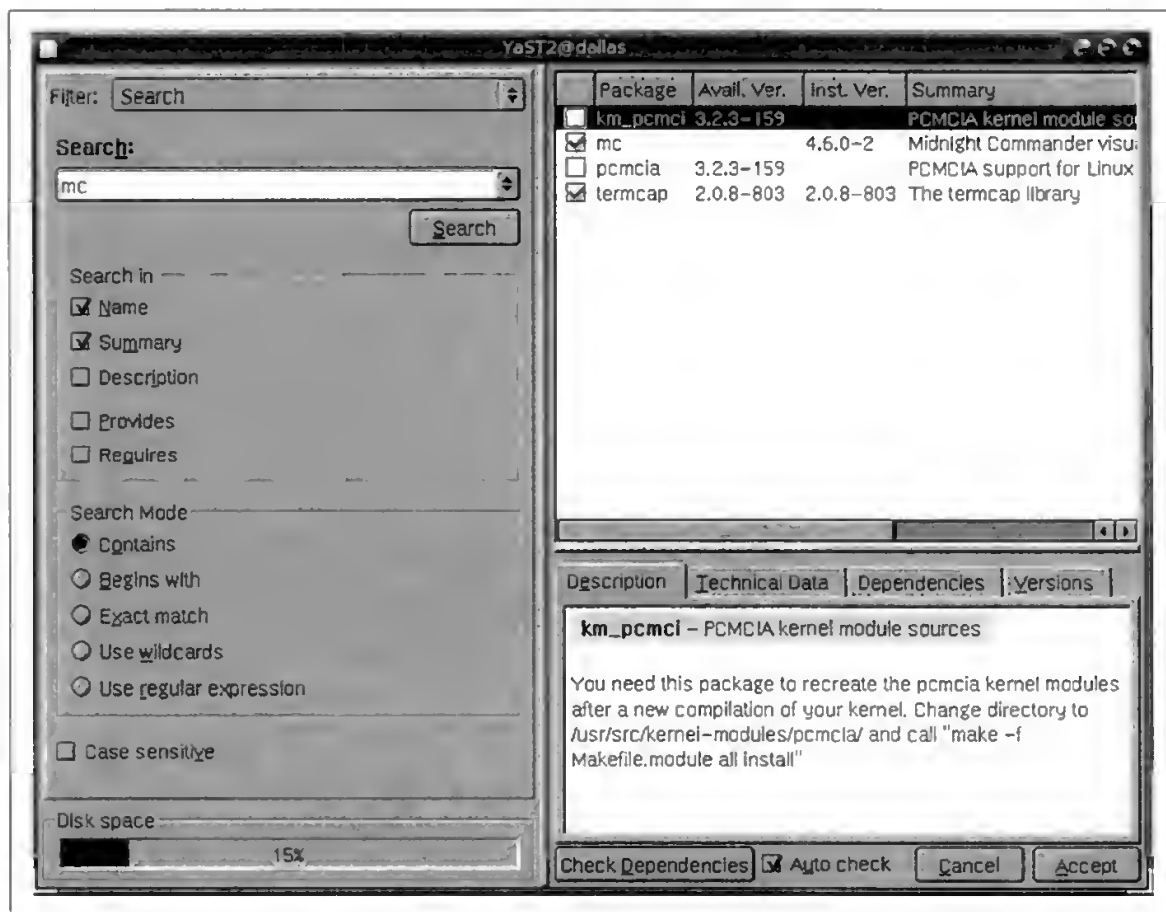 YaST2@dallas
Filter: Search
Search:
mc
Search
Search in
Name
Summary
Description
Provides
Requires
Search Mode
Contains
Begins with
Exact match
Use wildcards
Use regular expression
Case sensitive
Disk space
15%
Package Avail. Ver. Inst. Ver. Summary
km_pcmci 3.2.3-159 PCMCIA kernel module so
mc 4.6.0-2 Midnight Commander visu
pcmcia 3.2.3-159 PCMCIA support for Linux
termcap 2.0.8-803 2.0.8-803 The termcap library
Description Technical Data Dependencies Versions
km_pcmci - PCMCIA kernel module sources
You need this package to recreate the pcmcia kernel modules
after a new compilation of your kernel. Change directory to
/usr/src/kernel-modules/pcmcia/ and call "make -f
Makefile.module all install"
Check Dependencies Auto check Cancel Accept